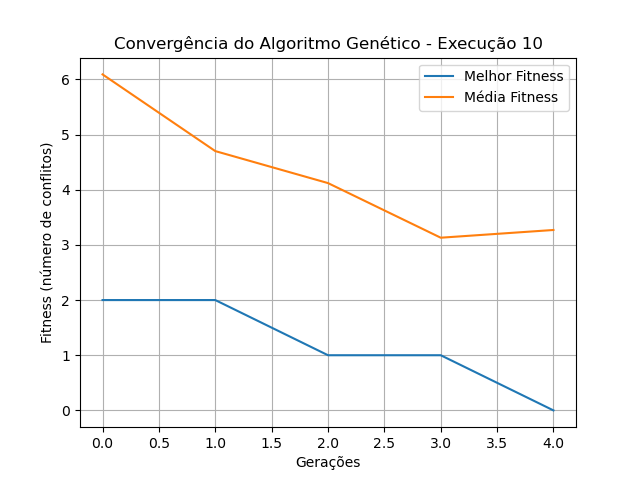 Convergência do Algoritmo Genético - Execução 10
Melhor Fitness
Média Fitness
Fitness (número de conflitos)
6
5
4
3
2
1
0
0.0 0.5 1.0 1.5 2.0 2.5 3.0 3.5 4.0
Gerações